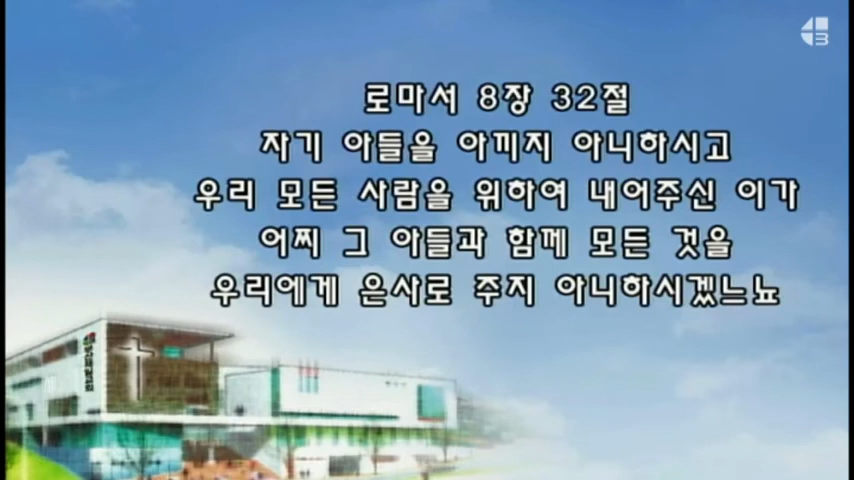 로마서 8장 32절
자기 아들을 아끼지 아니하시고
우리 모든 사람을 위하여 내어주신 이가
어찌 그 아들과 함께 모든 것을
우리에게 은사로 주지 아니하시겠느뇨